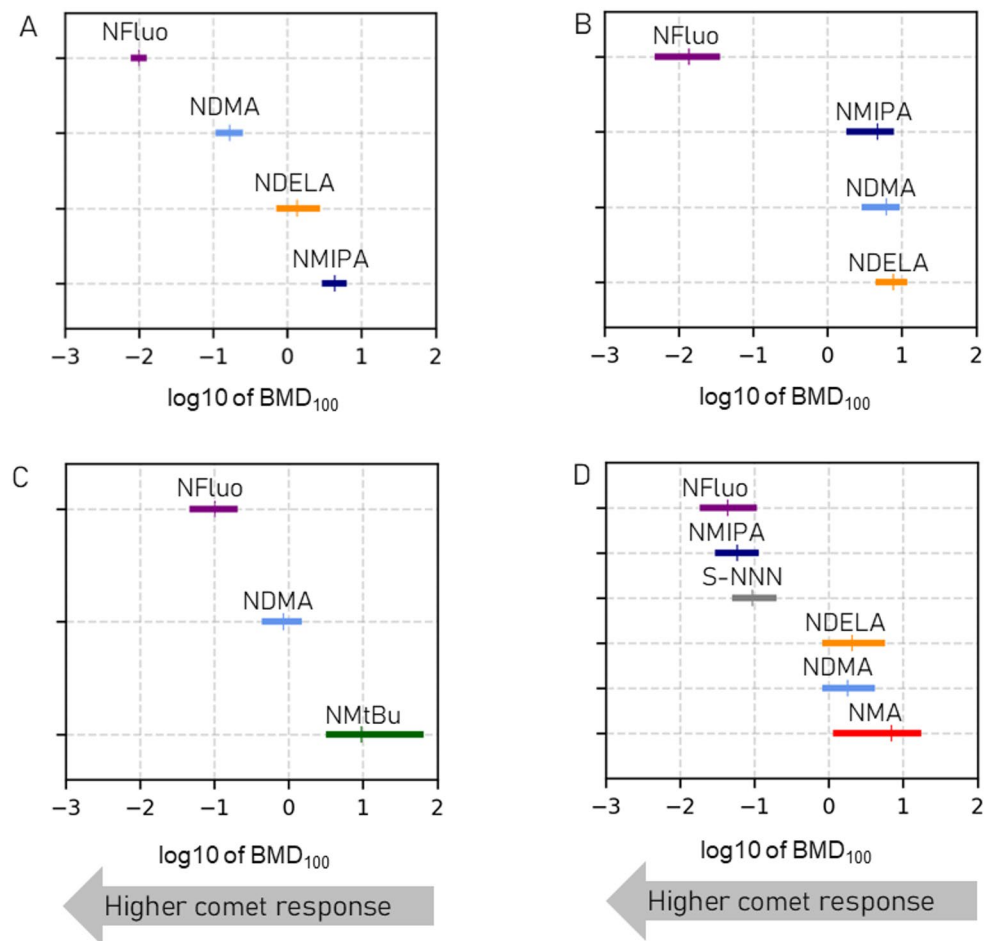 A
NFluo
NDMA
NDELA
NMIPA
−3 −2 −1 0 1 2
log10 of BMD₁₀₀
B
NFluo
NMIPA
NDMA
NDELA
−3 −2 −1 0 1 2
log10 of BMD₁₀₀
C
NFluo
NDMA
NMtBu
−3 −2 −1 0 1 2
log10 of BMD₁₀₀
Higher comet response
D
NFluo
NMIPA
S-NNN
NDELA
NDMA
NMA
−3 −2 −1 0 1 2
log10 of BMD₁₀₀
Higher comet response